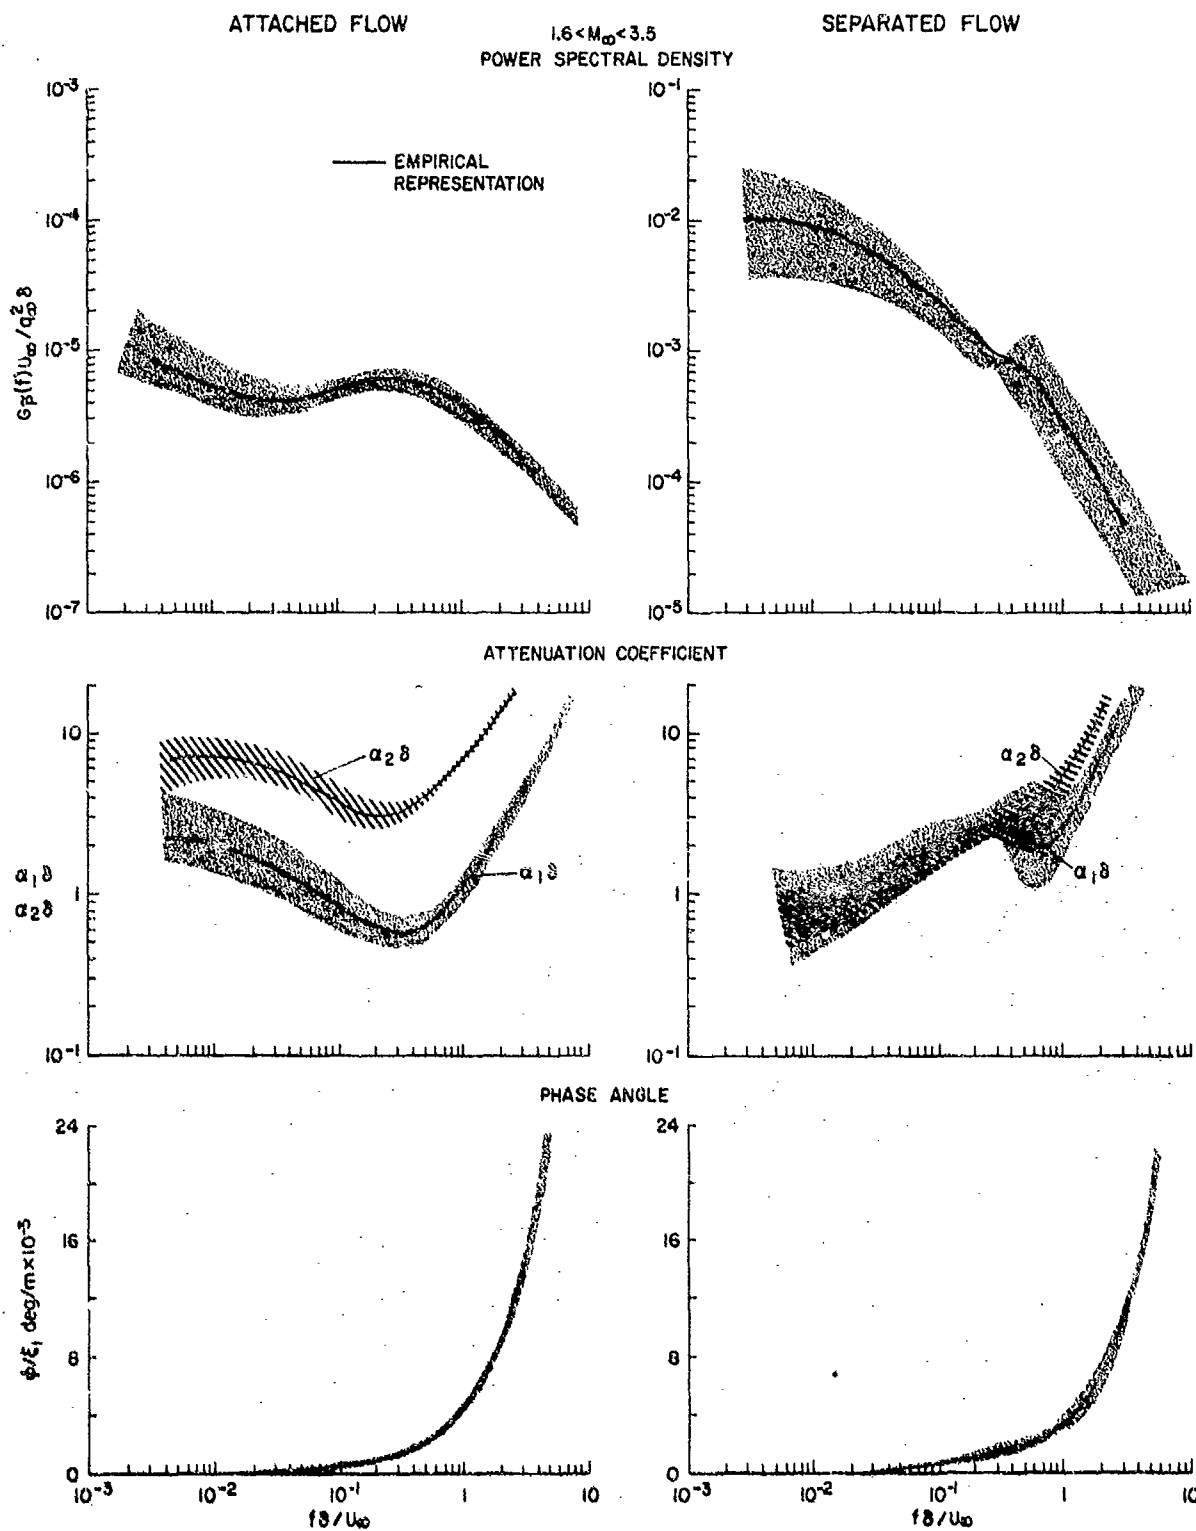 ATTACHED FLOW
SEPARATED FLOW
1.6<M∞<3.5
POWER SPECTRAL DENSITY
10⁻³
10⁻⁴
10⁻⁵
10⁻⁶
10⁻⁷
Gp̃(f)U∞/q²∞δ
EMPIRICAL
REPRESENTATION
10⁻¹
10⁻²
10⁻³
10⁻⁴
10⁻⁵
ATTENUATION COEFFICIENT
10
1
10⁻¹
α₁δ
α₂δ
α₂δ
α₁δ
10
1
10⁻¹
α₂δ
α₁δ
PHASE ANGLE
24
16
8
0
φ/ξ₁ deg/m×10⁻³
10⁻³ 10⁻² 10⁻¹ 1 10
fδ/U∞
24
16
8
0
10⁻³ 10⁻² 10⁻¹ 1 10
fδ/U∞